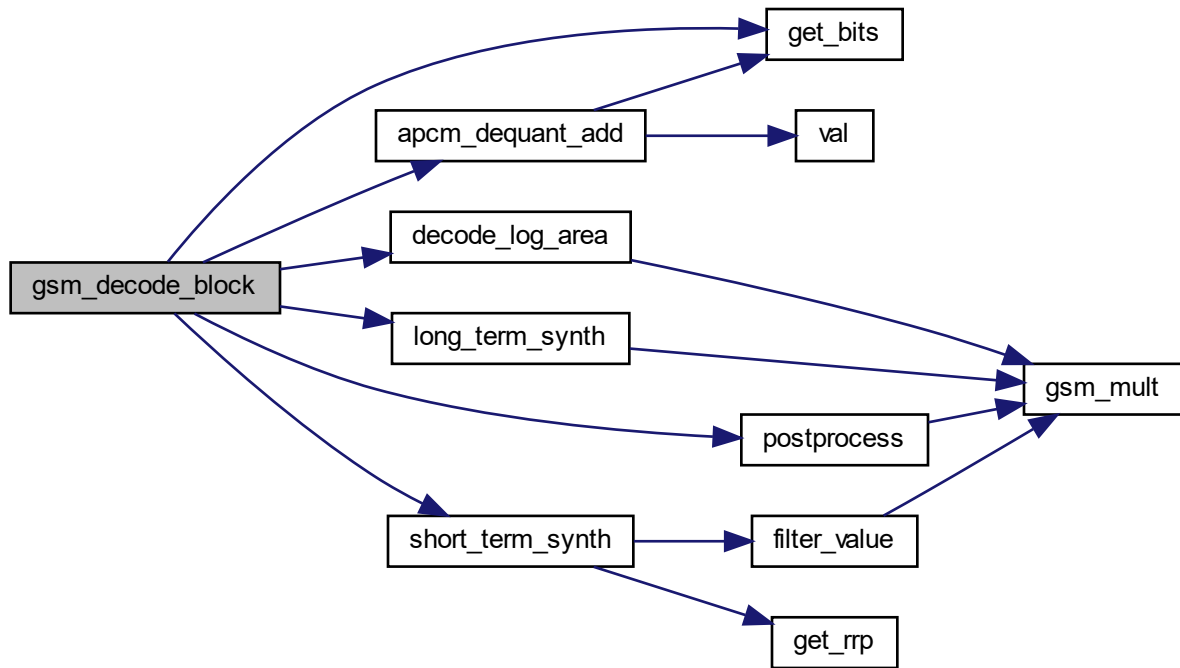 get_bits
apcm_dequant_add
val
decode_log_area
gsm_decode_block
long_term_synth
gsm_mult
postprocess
short_term_synth
filter_value
get_rrp